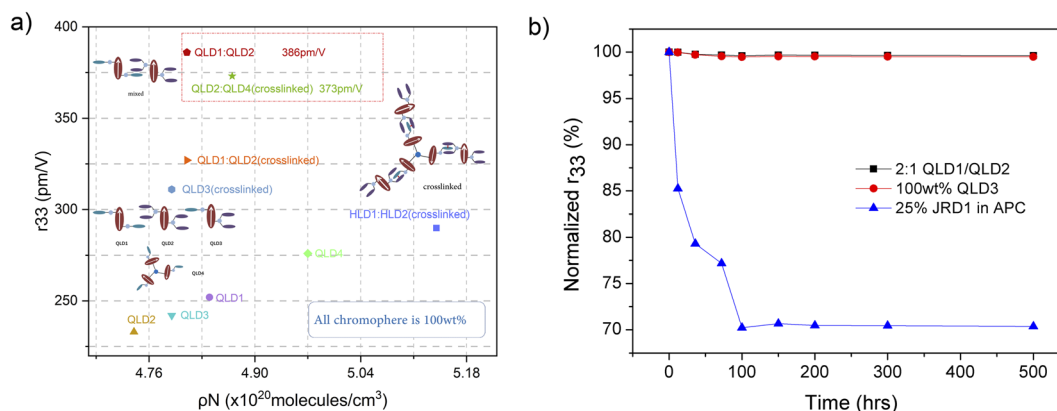 a)
400
350
300
250
r33 (pm/V)
4.76
4.90
5.04
5.18
ρN (x10²⁰molecules/cm³)
QLD1:QLD2 386pm/V
QLD2:QLD4(crosslinked) 373pm/V
mixed
QLD1:QLD2(crosslinked)
crosslinked
QLD3(crosslinked)
HLD1:HLD2(crosslinked)
QLD1
QLD2
QLD3
QLD4
QLD4
QLD1
QLD3
QLD2
All chromophere is 100wt%
b)
100
95
90
85
80
75
70
Normalized r₃₃ (%)
2:1 QLD1/QLD2
100wt% QLD3
25% JRD1 in APC
0
100
200
300
400
500
Time (hrs)